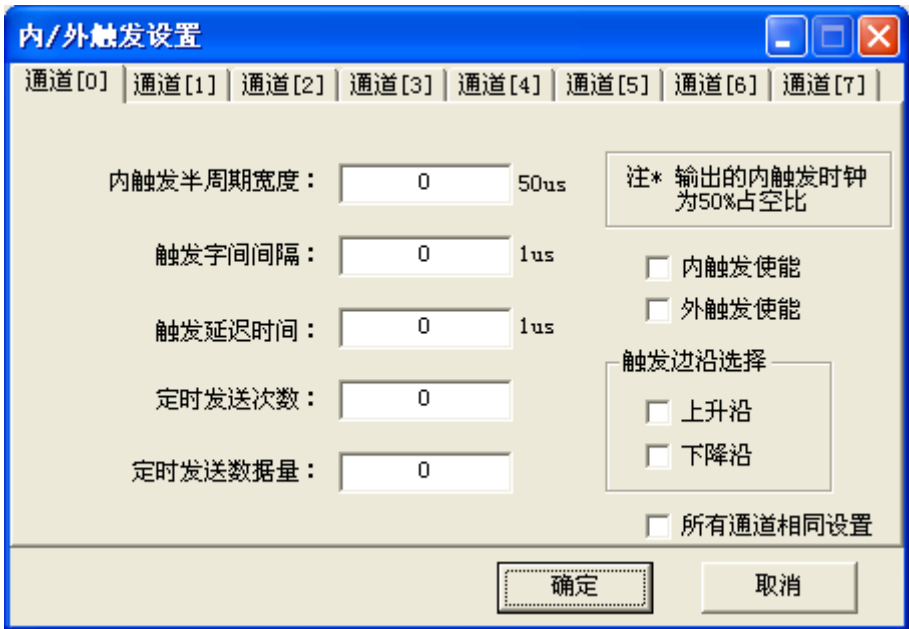 内/外触发设置
通道[0] 通道[1] 通道[2] 通道[3] 通道[4] 通道[5] 通道[6] 通道[7]
内触发半周期宽度： 0 50us
注* 输出的内触发时钟
为50%占空比
触发字间间隔： 0 1us
内触发使能
外触发使能
触发延迟时间： 0 1us
触发边沿选择
定时发送次数： 0
上升沿
下降沿
定时发送数据量： 0
所有通道相同设置
确定 取消